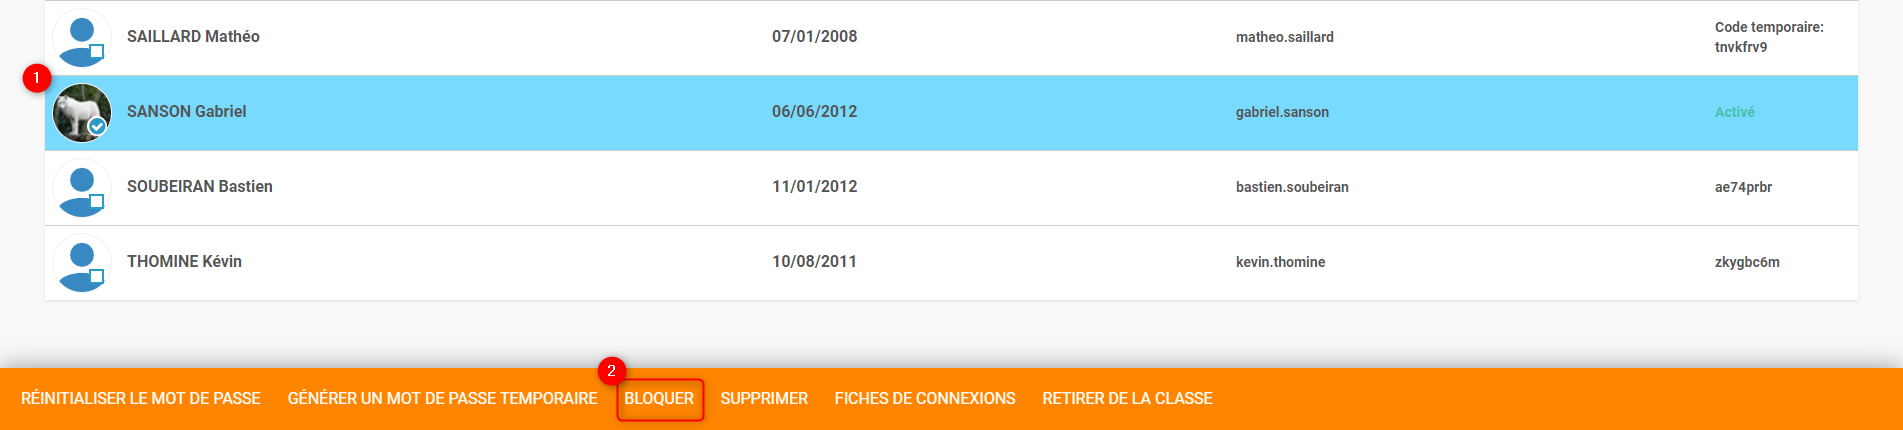 SAILLARD Mathéo 07/01/2008 matheo.saillard Code temporaire:
tnvkfrv9
1
SANSON Gabriel 06/06/2012 gabriel.sanson Activé
SOUBEIRAN Bastien 11/01/2012 bastien.soubeiran ae74prbr
THOMINE Kévin 10/08/2011 kevin.thomine zkygbc6m
2
RÉINITIALISER LE MOT DE PASSE GÉNÉRER UN MOT DE PASSE TEMPORAIRE BLOQUER SUPPRIMER FICHES DE CONNEXIONS RETIRER DE LA CLASSE